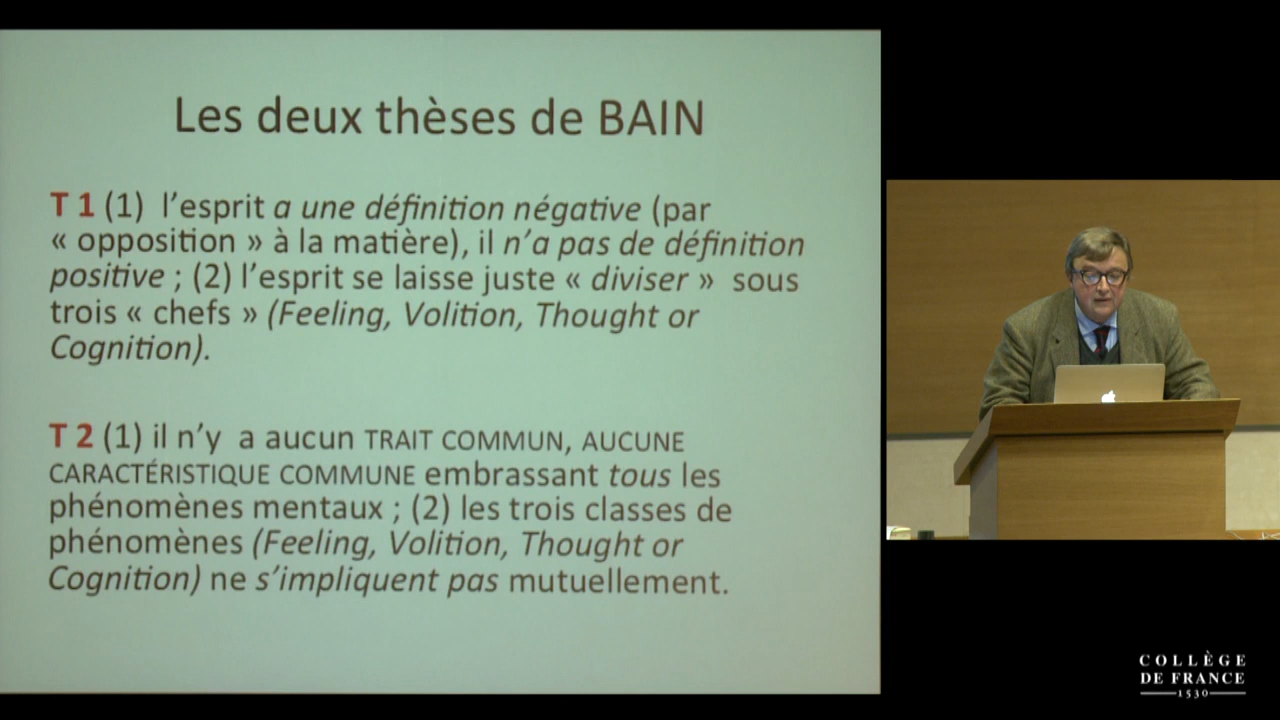 Les deux thèses de BAIN
T 1 (1) l’esprit a une définition négative (par
« opposition » à la matière), il n’a pas de définition
positive ; (2) l’esprit se laisse juste « diviser » sous
trois « chefs » (Feeling, Volition, Thought or
Cognition).
T 2 (1) il n’y a aucun TRAIT COMMUN, AUCUNE
CARACTÉRISTIQUE COMMUNE embrassant tous les
phénomènes mentaux ; (2) les trois classes de
phénomènes (Feeling, Volition, Thought or
Cognition) ne s’impliquent pas mutuellement.
COLLÈGE
DE FRANCE
1530